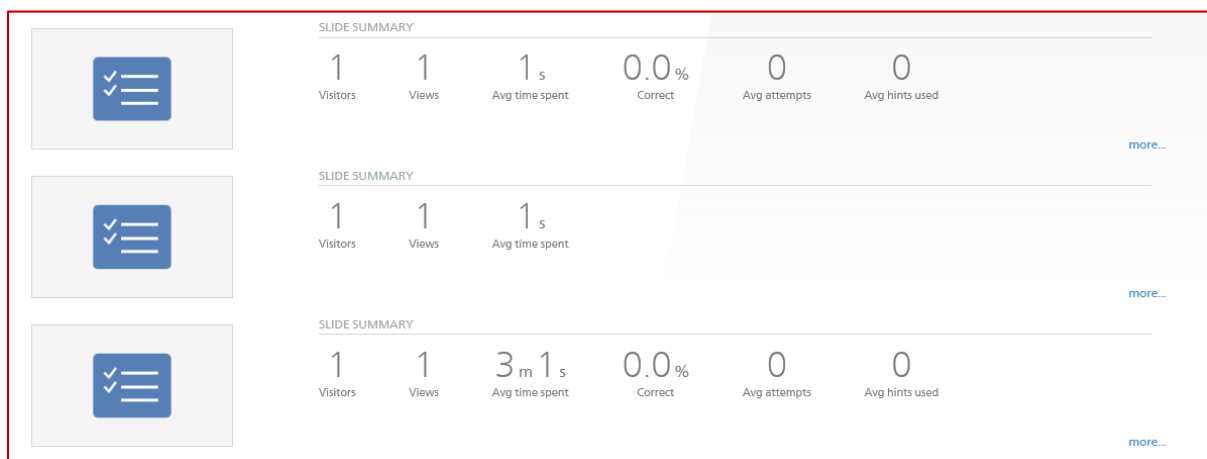 SLIDE SUMMARY
1 1 1 s 0.0 % 0 0
Visitors Views Avg time spent Correct Avg attempts Avg hints used
more...
SLIDE SUMMARY
1 1 1 s
Visitors Views Avg time spent
more...
SLIDE SUMMARY
1 1 3 m 1 s 0.0 % 0 0
Visitors Views Avg time spent Correct Avg attempts Avg hints used
more...